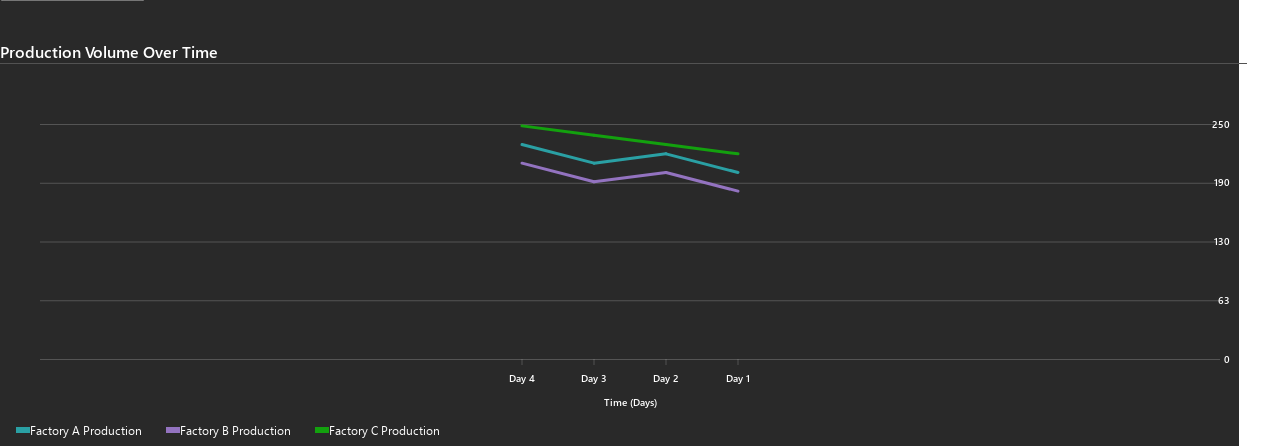 Production Volume Over Time
250
190
130
63
0
Day 4 Day 3 Day 2 Day 1
Time (Days)
Factory A Production Factory B Production Factory C Production